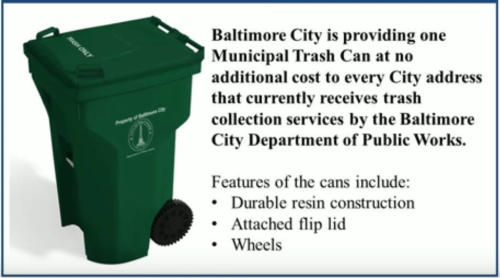 TRASH ONLY
Property of Baltimore City
Baltimore City is providing one
Municipal Trash Can at no
additional cost to every City address
that currently receives trash
collection services by the Baltimore
City Department of Public Works.
Features of the cans include:
• Durable resin construction
• Attached flip lid
• Wheels